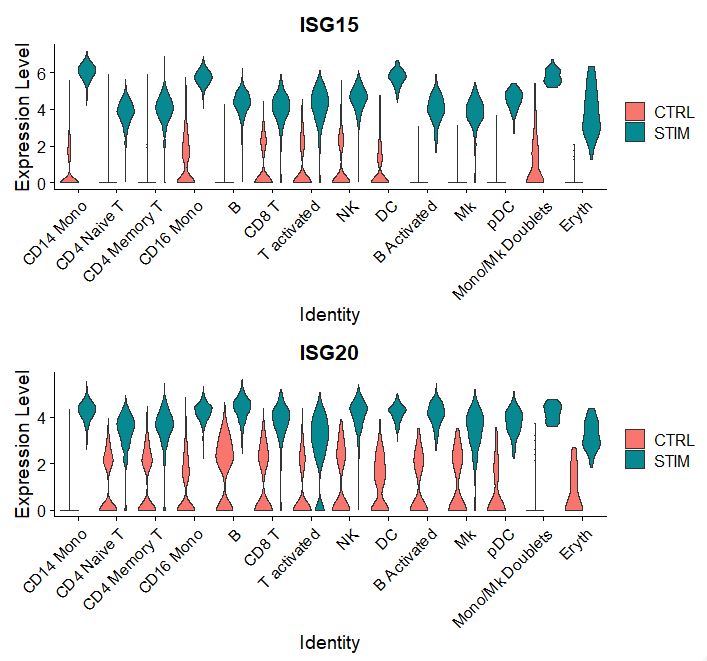 ISG15
Expression Level
6
4
2
0
CD14 Mono
CD4 Naive T
CD4 Memory T
CD16 Mono
B
CD8 T
T activated
NK
DC
B Activated
Mk
pDC
Mono/Mk Doublets
Eryth
Identity
CTRL
STIM
ISG20
Expression Level
4
2
0
CD14 Mono
CD4 Naive T
CD4 Memory T
CD16 Mono
B
CD8 T
T activated
NK
DC
B Activated
Mk
pDC
Mono/Mk Doublets
Eryth
Identity
CTRL
STIM